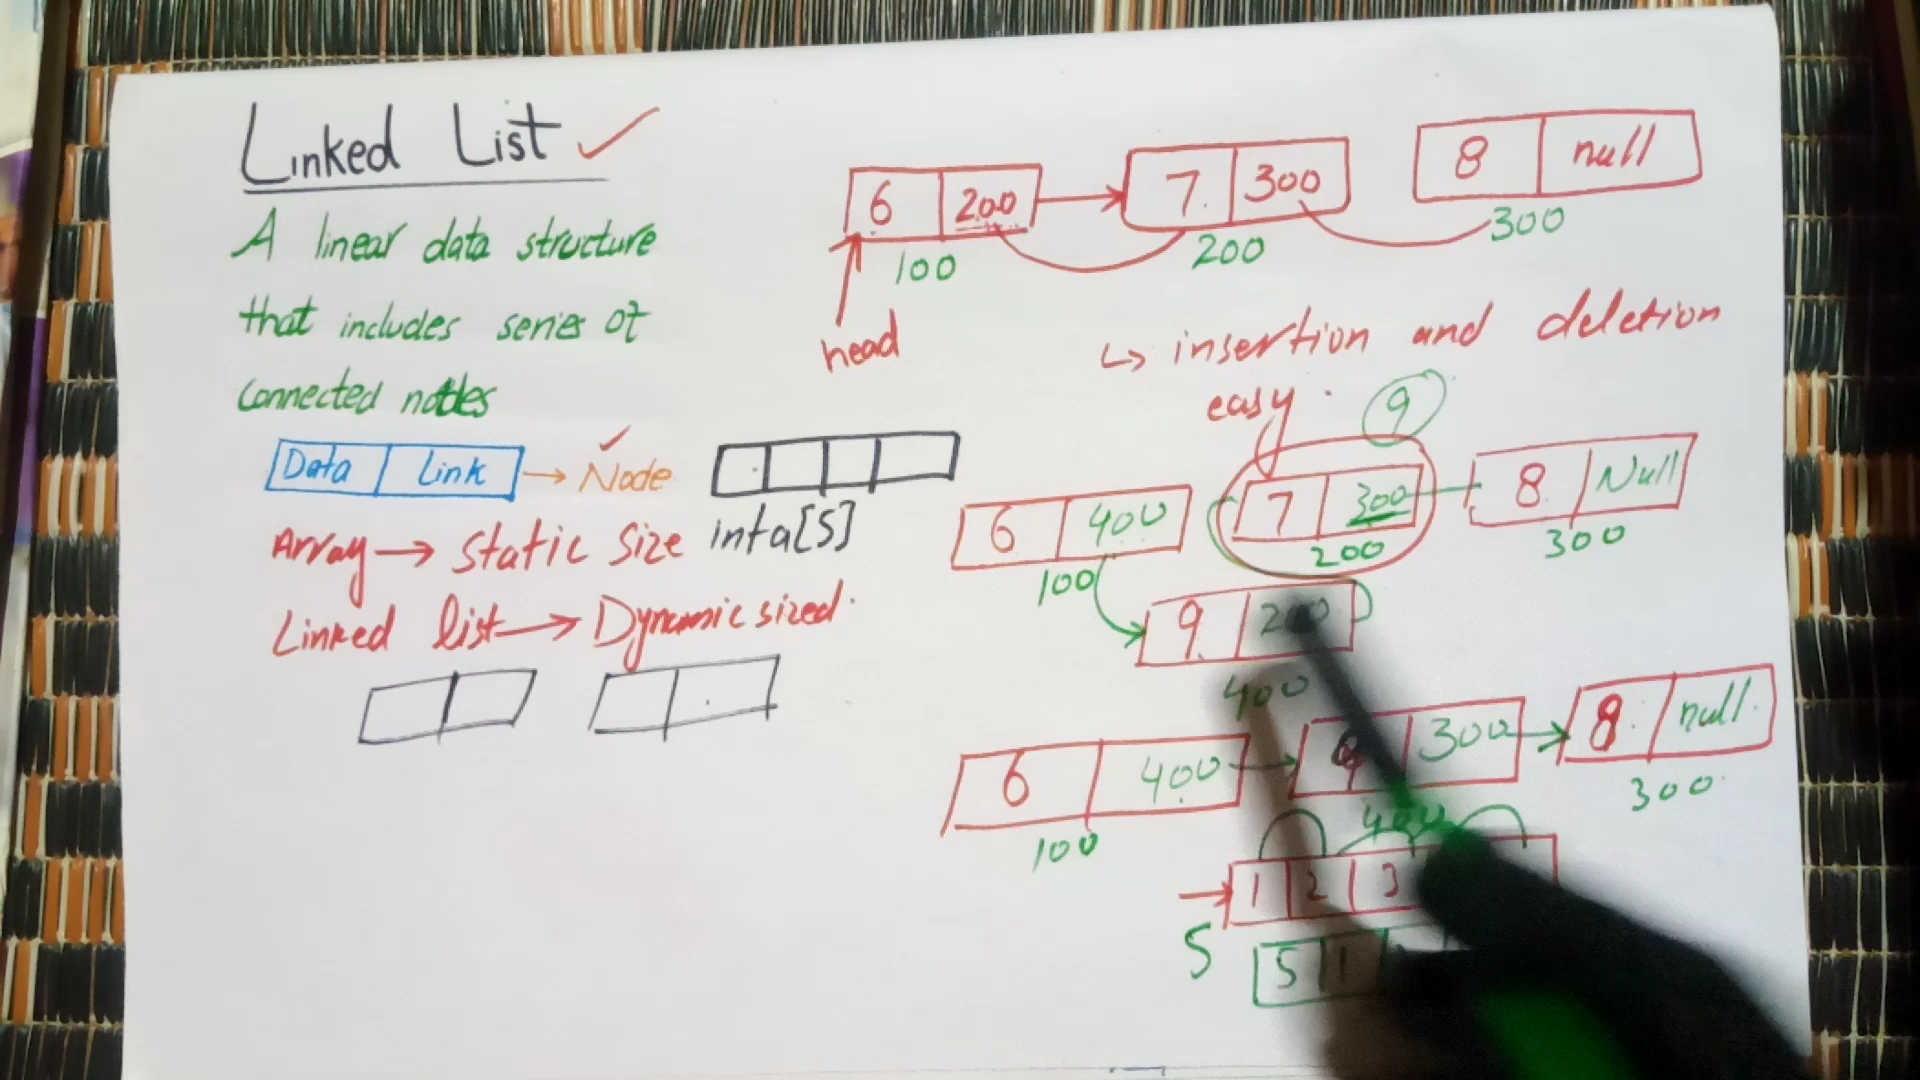 Linked List
A linear data structure
that includes series of
Connected nodes
Data Link → Node
Array → Static Size int a[5]
Linked list → Dynamic sized.
6 200 → 7 300 8 null
100 200 300
head
↳ insertion and deletion
easy.
9
6 400 7 300 8 Null
100 200 300
9 200
400
6 400 → 9 300 → 8 null.
100 400 300
1 2 3
5
5 1